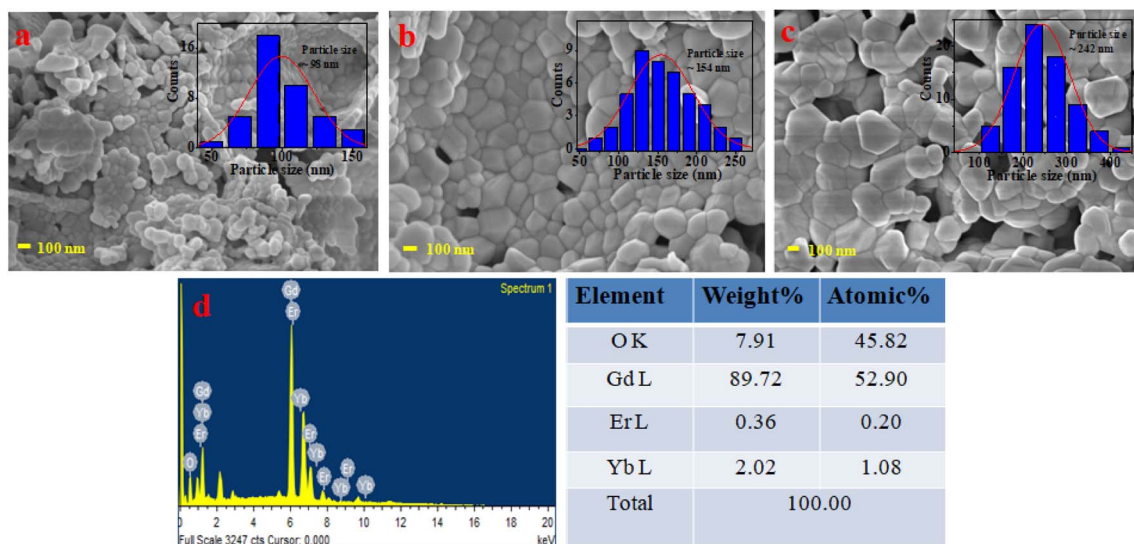 a
16
8
0
Counts
Particle size
~ 98 nm
50 100 150
Particle size (nm)
100 nm
b
9
6
3
0
Counts
Particle size
~ 154 nm
50 100 150 200 250
Particle size (nm)
100 nm
c
20
10
0
Counts
Particle size
~ 242 nm
100 200 300 400
Particle size (nm)
100 nm
d
Spectrum 1
Gd
Er
Gd
Yb
Er
O
Yb
Er
Yb
Er
Er
Yb
Yb
0 2 4 6 8 10 12 14 16 18 20
Full Scale 3247 cts Cursor: 0.000
keV
Element Weight% Atomic%
O K 7.91 45.82
Gd L 89.72 52.90
Er L 0.36 0.20
Yb L 2.02 1.08
Total 100.00